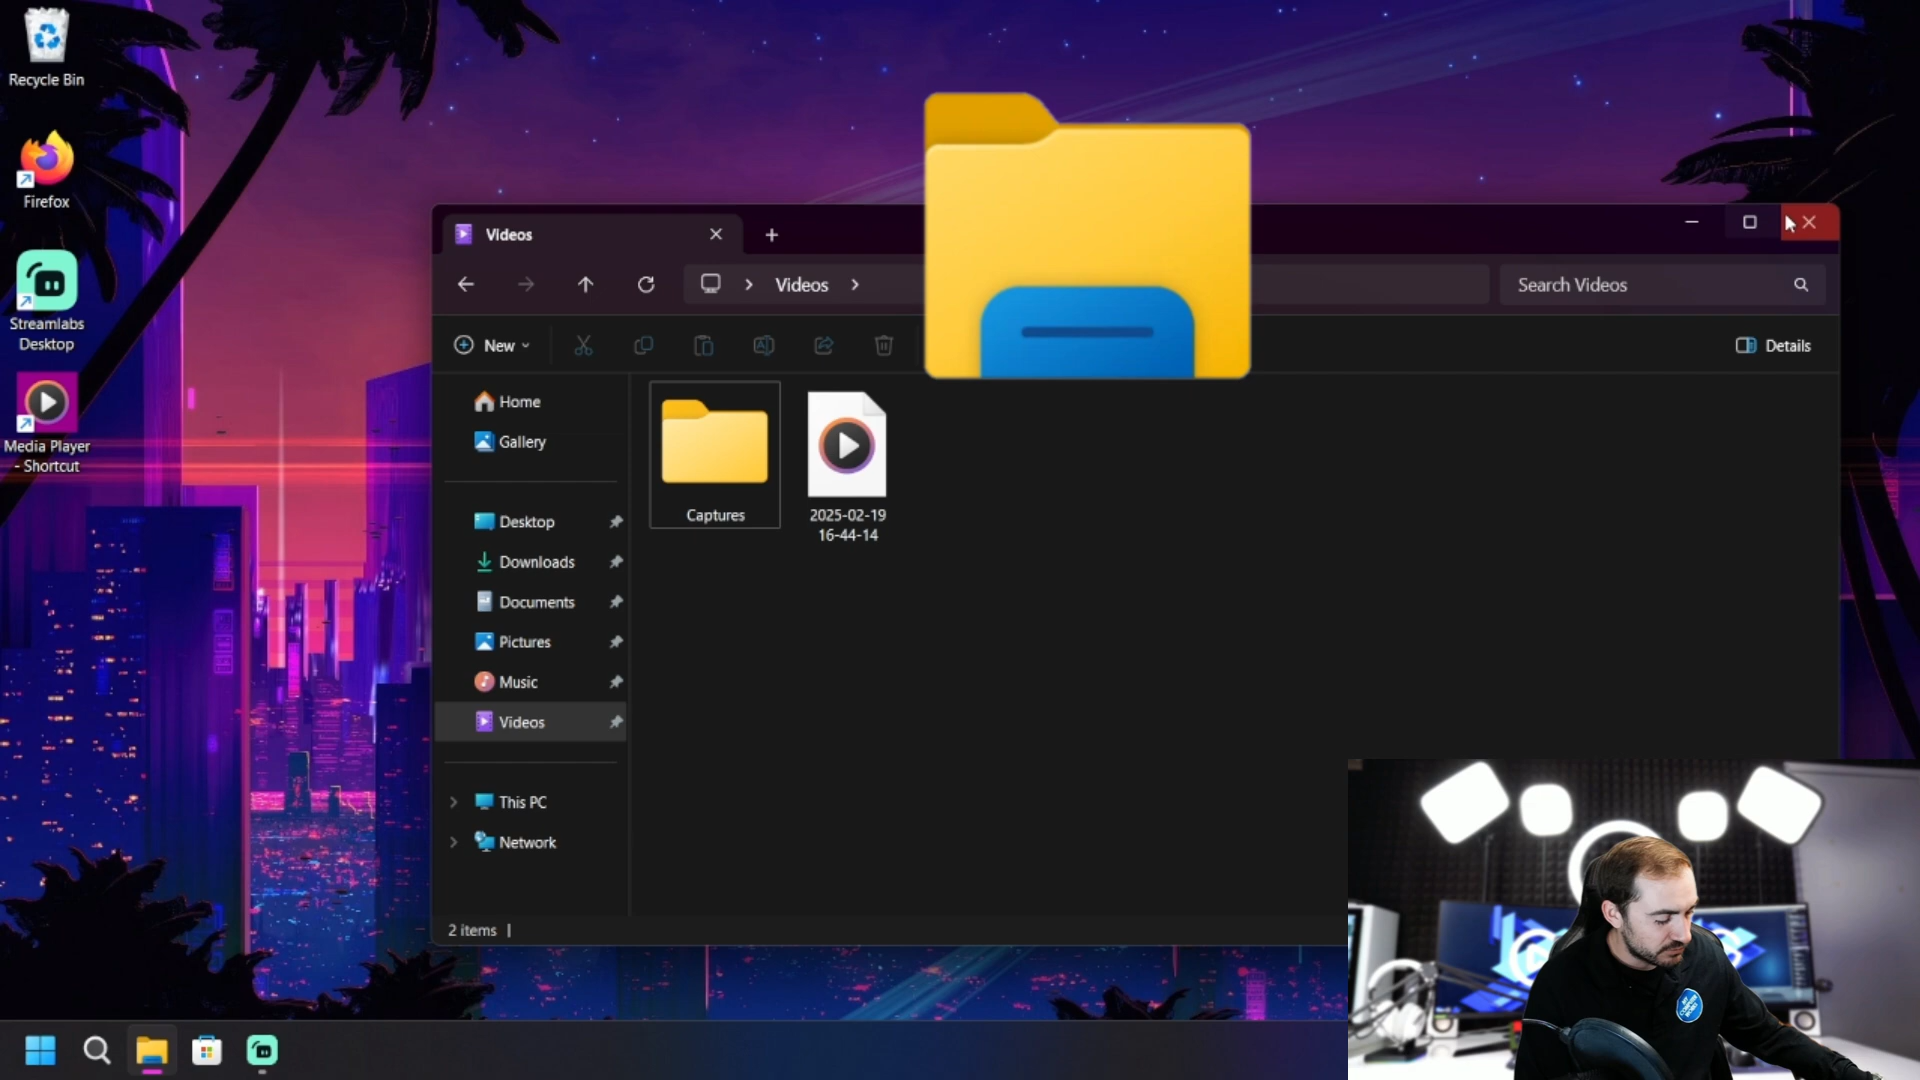 Recycle Bin
Firefox
Streamlabs
Desktop
Media Player
- Shortcut
Videos
Videos
Search Videos
New
Details
Home
Gallery
Desktop
Downloads
Documents
Pictures
Music
Videos
This PC
Network
Captures
2025-02-19
16-44-14
2 items